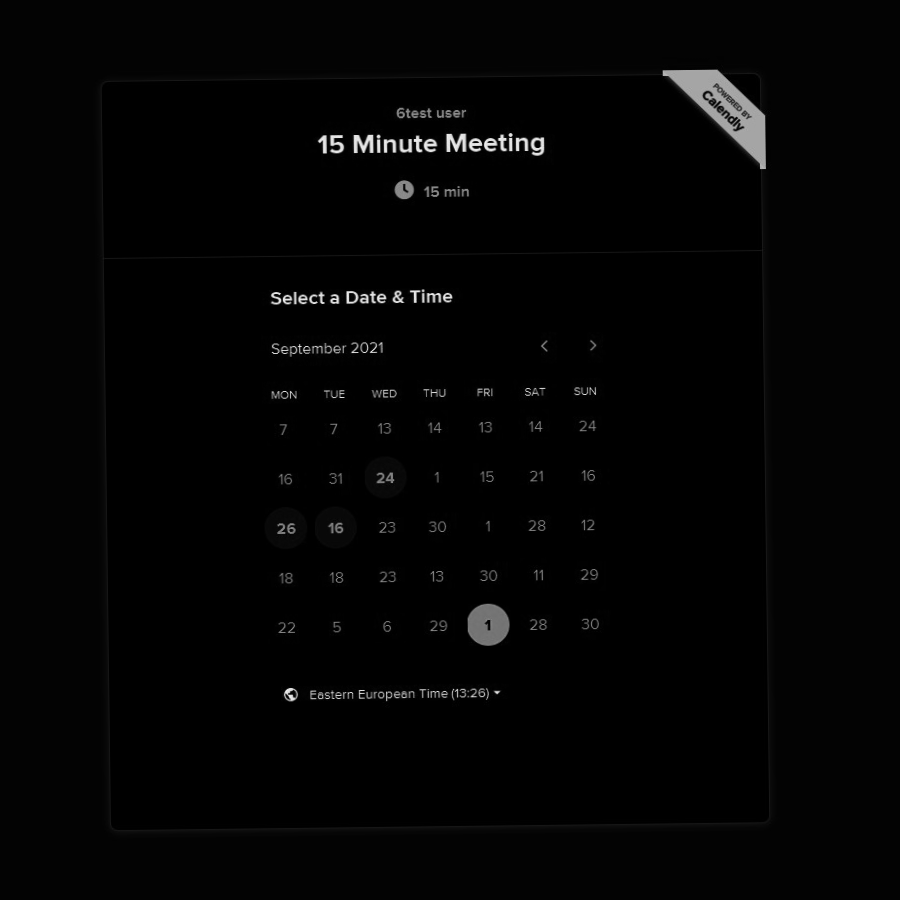 POWERED BY
Calendly
6test user
15 Minute Meeting
15 min
Select a Date & Time
September 2021
MON TUE WED THU FRI SAT SUN
7 7 13 14 13 14 24
16 31 24 1 15 21 16
26 16 23 30 1 28 12
18 18 23 13 30 11 29
22 5 6 29 1 28 30
Eastern European Time (13:26)